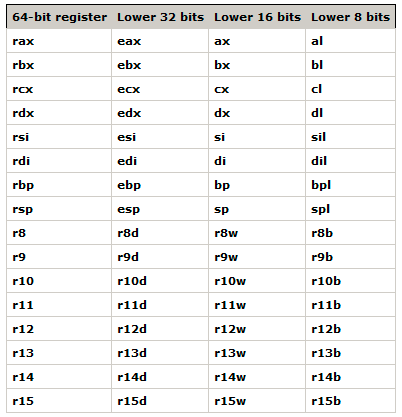 64-bit register Lower 32 bits Lower 16 bits Lower 8 bits
rax eax ax al
rbx ebx bx bl
rcx ecx cx cl
rdx edx dx dl
rsi esi si sil
rdi edi di dil
rbp ebp bp bpl
rsp esp sp spl
r8 r8d r8w r8b
r9 r9d r9w r9b
r10 r10d r10w r10b
r11 r11d r11w r11b
r12 r12d r12w r12b
r13 r13d r13w r13b
r14 r14d r14w r14b
r15 r15d r15w r15b